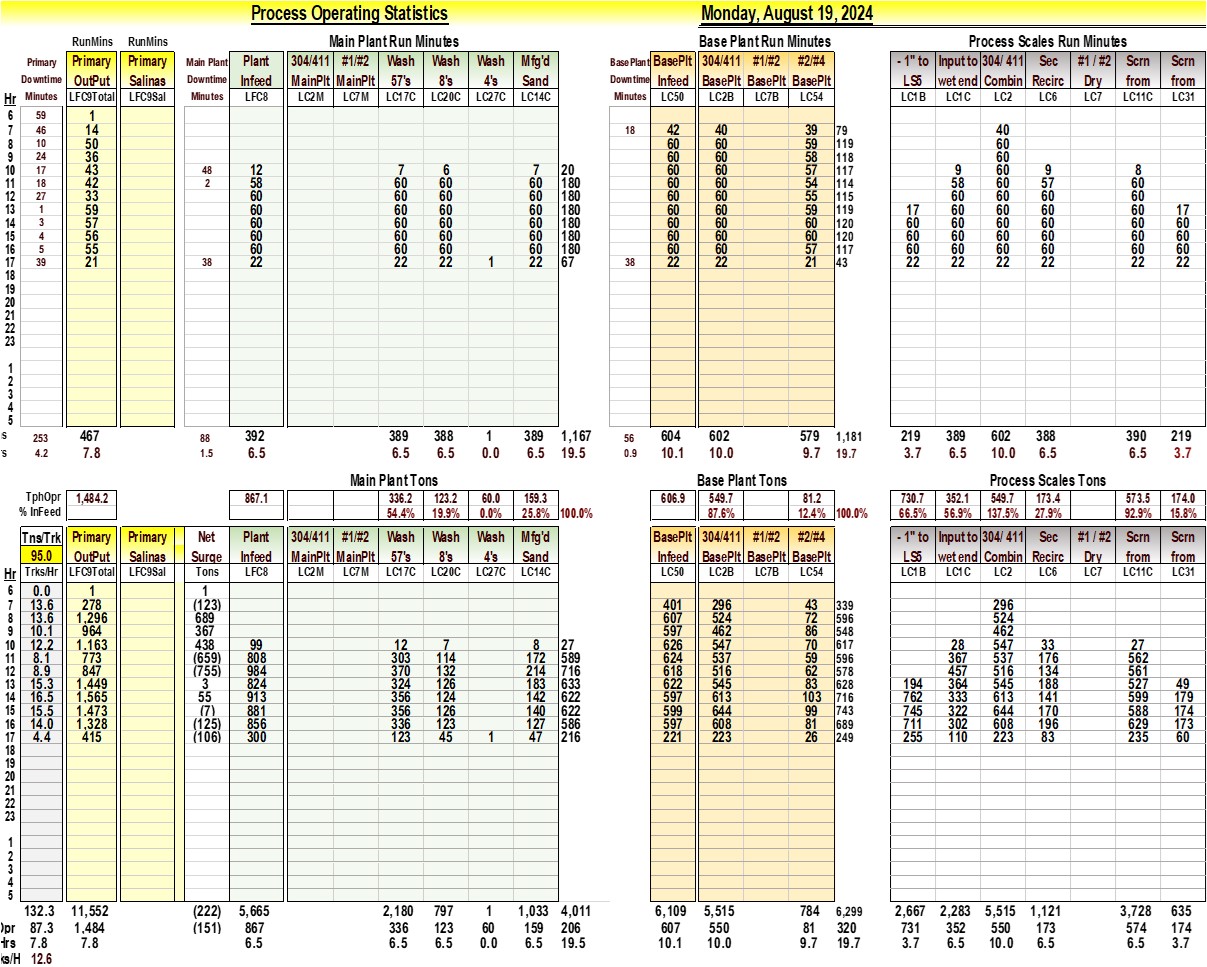 Process Operating Statistics Monday, August 19, 2024
RunMins RunMins Main Plant Run Minutes Base Plant Run Minutes Process Scales Run Minutes
Primary Primary Primary Main Plant Plant 304/411 #1/#2 Wash Wash Wash Mfg'd BasePlant BasePlt 304/411 #1/#2 #2/#4 - 1" to Input to 304/ 411 Sec #1 / #2 Scrn Scrn
Downtime OutPut Salinas Downtime Infeed MainPlt MainPlt 57's 8's 4's Sand Downtime Infeed BasePlt BasePlt BasePlt LS5 wet end Combin Recirc Dry from from
Hr Minutes LFC9Total LFC9Sal Minutes LFC8 LC2M LC7M LC17C LC20C LC27C LC14C Minutes LC50 LC2B LC7B LC54 LC1B LC1C LC2 LC6 LC7 LC11C LC31
6 59 1
7 46 14 18 42 40 39 79 40
8 10 50 60 60 59 119 60
9 24 36 60 60 58 118 60
10 17 43 48 12 7 6 7 20 60 60 57 117 9 60 9 8
11 18 42 2 58 60 60 60 180 60 60 54 114 58 60 57 60
12 27 33 60 60 60 60 180 60 60 55 115 60 60 60 60
13 1 59 60 60 60 60 180 60 60 59 119 17 60 60 60 60 17
14 3 57 60 60 60 60 180 60 60 60 120 60 60 60 60 60 60
15 4 56 60 60 60 60 180 60 60 60 120 60 60 60 60 60 60
16 5 55 60 60 60 60 180 60 60 57 117 60 60 60 60 60 60
17 39 21 38 22 22 22 1 22 67 38 22 22 21 43 22 22 22 22 22 22
18
19
20
21
22
23
1
2
3
4
5
s 253 467 88 392 389 388 1 389 1,167 56 604 602 579 1,181 219 389 602 388 390 219
s 4.2 7.8 1.5 6.5 6.5 6.5 0.0 6.5 19.5 0.9 10.1 10.0 9.7 19.7 3.7 6.5 10.0 6.5 6.5 3.7
Main Plant Tons Base Plant Tons Process Scales Tons
TphOpr 1,484.2 867.1 336.2 123.2 60.0 159.3 606.9 549.7 81.2 730.7 352.1 549.7 173.4 573.5 174.0
% InFeed 54.4% 19.9% 0.0% 25.8% 100.0% 87.6% 12.4% 100.0% 66.5% 56.9% 137.5% 27.9% 92.9% 15.8%
Tns/Trk Primary Primary Net Plant 304/411 #1/#2 Wash Wash Wash Mfg'd BasePlt 304/411 #1/#2 #2/#4 - 1" to Input to 304/ 411 Sec #1 / #2 Scrn Scrn
95.0 OutPut Salinas Surge Infeed MainPlt MainPlt 57's 8's 4's Sand Infeed BasePlt BasePlt BasePlt LS5 wet end Combin Recirc Dry from from
Hr Trks/Hr LFC9Total LFC9Sal Tons LFC8 LC2M LC7M LC17C LC20C LC27C LC14C LC50 LC2B LC7B LC54 LC1B LC1C LC2 LC6 LC7 LC11C LC31
6 0.0 1 1
7 13.6 278 (123) 401 296 43 339 296
8 13.6 1,296 689 607 524 72 596 524
9 10.1 964 367 597 462 86 548 462
10 12.2 1,163 438 99 12 7 8 27 626 547 70 617 28 547 33 27
11 8.1 773 (659) 808 303 114 172 589 624 537 59 596 367 537 176 562
12 8.9 847 (755) 984 370 132 214 716 618 516 62 578 457 516 134 561
13 15.3 1,449 3 824 324 126 183 633 622 545 83 628 194 364 545 188 527 49
14 16.5 1,565 55 913 356 124 142 622 597 613 103 716 762 333 613 141 599 179
15 15.5 1,473 (7) 881 356 126 140 622 599 644 99 743 745 322 644 170 588 174
16 14.0 1,328 (125) 856 336 123 127 586 597 608 81 689 711 302 608 196 629 173
17 4.4 415 (106) 300 123 45 1 47 216 221 223 26 249 255 110 223 83 235 60
18
19
20
21
22
23
1
2
3
4
5
132.3 11,552 (222) 5,665 2,180 797 1 1,033 4,011 6,109 5,515 784 6,299 2,667 2,283 5,515 1,121 3,728 635
Opr 87.3 1,484 (151) 867 336 123 60 159 206 607 550 81 320 731 352 550 173 574 174
Hrs 7.8 7.8 6.5 6.5 6.5 0.0 6.5 19.5 10.1 10.0 9.7 19.7 3.7 6.5 10.0 6.5 6.5 3.7
ks/H 12.6